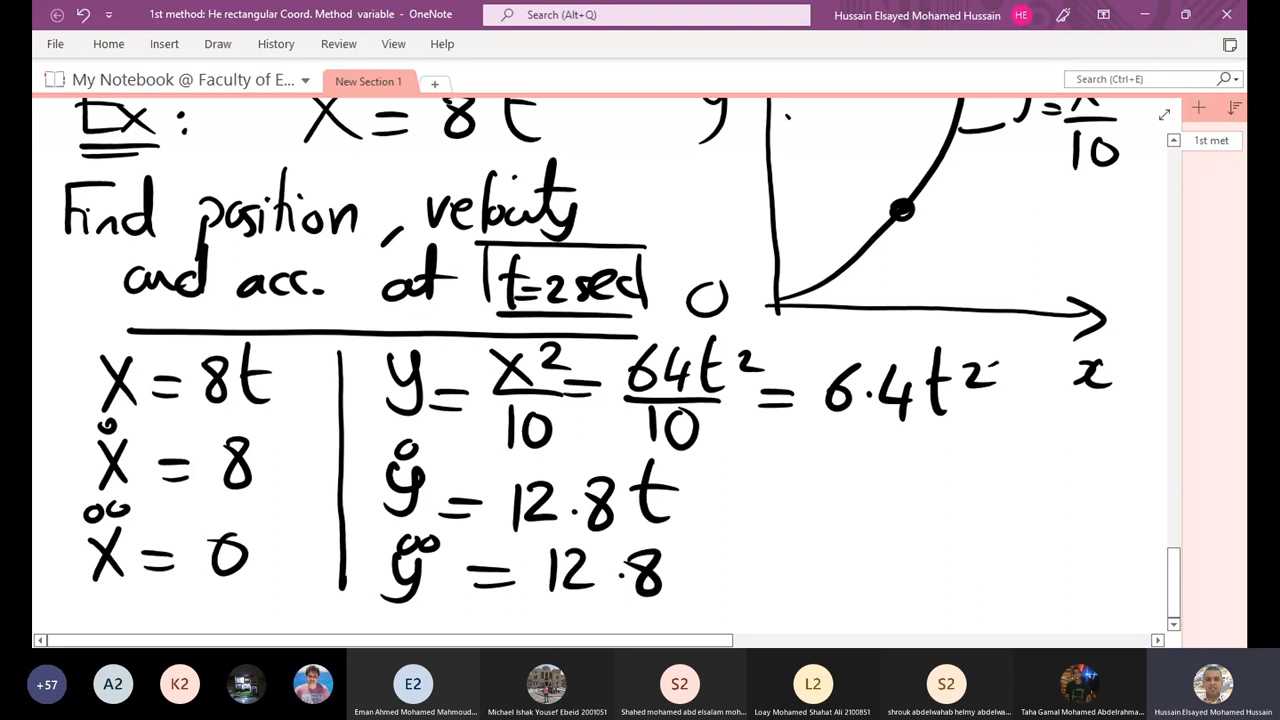 1st method: He rectangular Coord. Method variable - OneNote
Search (Alt+Q)
Hussain Elsayed Mohamed Hussain
HE
File Home Insert Draw History Review View Help
My Notebook @ Faculty of E...
New Section 1
Search (Ctrl+E)
1st met
Ex : X = 8t
y
10
Find position, velocity
and acc. at t=2sec
0
x
X = 8t
y = x²/10 = 64t²/10 = 6.4t²
ẋ = 8
ẏ = 12.8t
ẍ = 0
ÿ = 12.8
+57
A2
K2
E2
S2
L2
S2
Eman Ahmed Mohamed Mahmoud...
Michael Ishak Yousef Ebeid 2001051
Shahed mohamed abd elsalam moh...
Loay Mohamed Shahat Ali 2100851
shrouk abdelwahab helmy abdelwa...
Taha Gamal Mohamed Abdelrahma...
Hussain Elsayed Mohamed Hussain